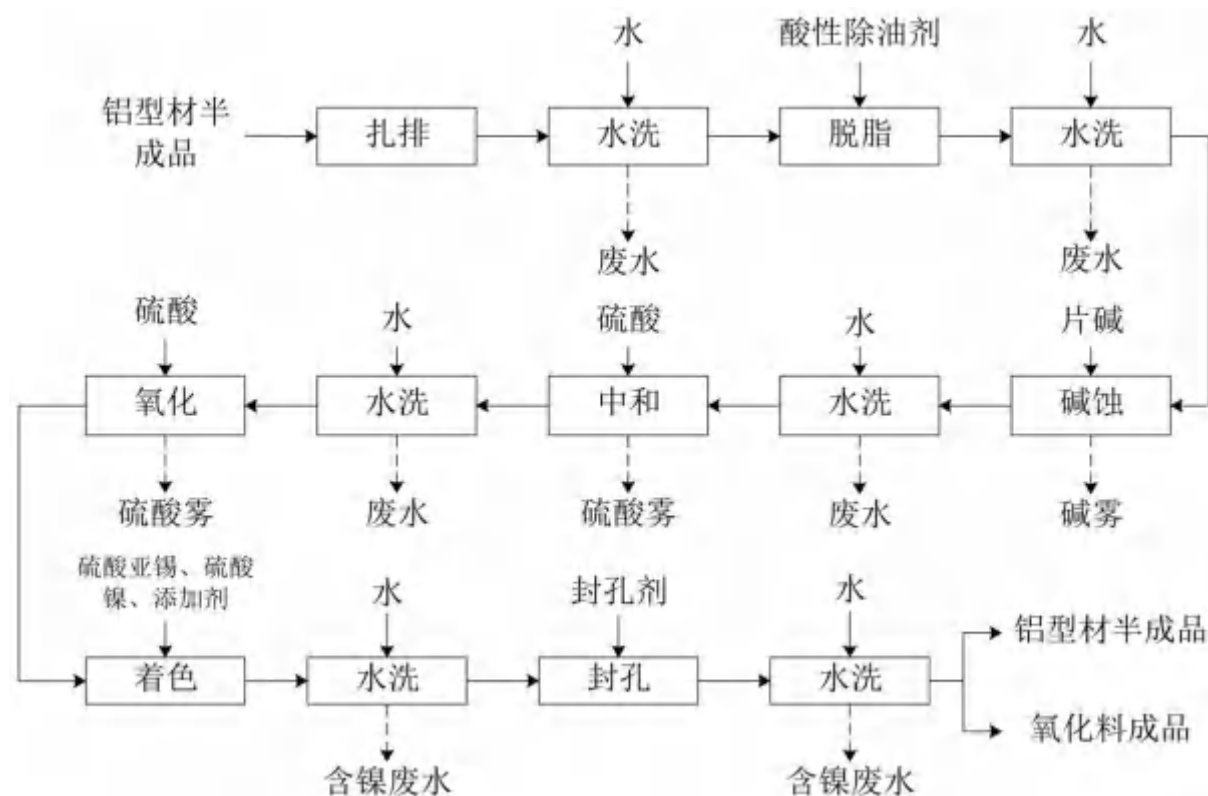 水
酸性除油剂
水
铝型材半
成品
扎排
水洗
脱脂
水洗
废水
废水
硫酸
水
硫酸
水
片碱
氧化
水洗
中和
水洗
碱蚀
硫酸雾
废水
硫酸雾
废水
碱雾
硫酸亚锡、硫酸
镍、添加剂
水
封孔剂
水
着色
水洗
封孔
水洗
铝型材半成品
氧化料成品
含镍废水
含镍废水